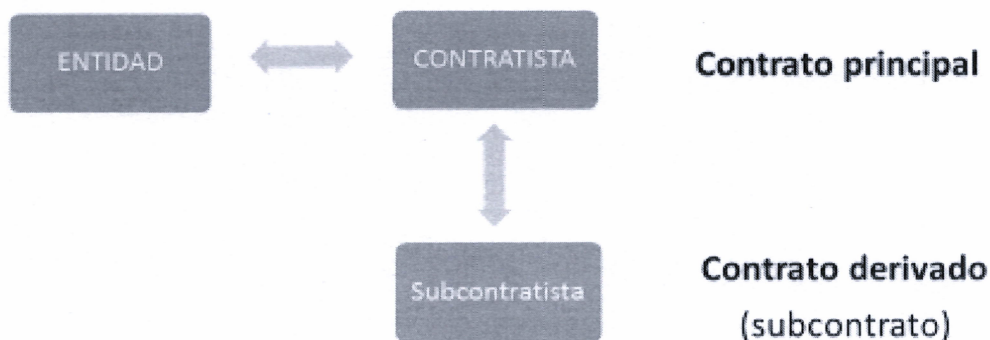 ENTIDAD
CONTRATISTA
Contrato principal
Subcontratista
Contrato derivado
(subcontrato)